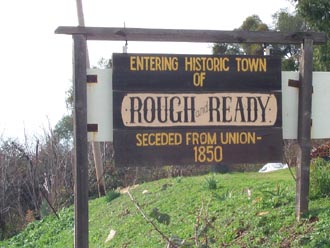 ENTERING HISTORIC TOWN
OF
ROUGH and READY.
SECEDED FROM UNION-
1850